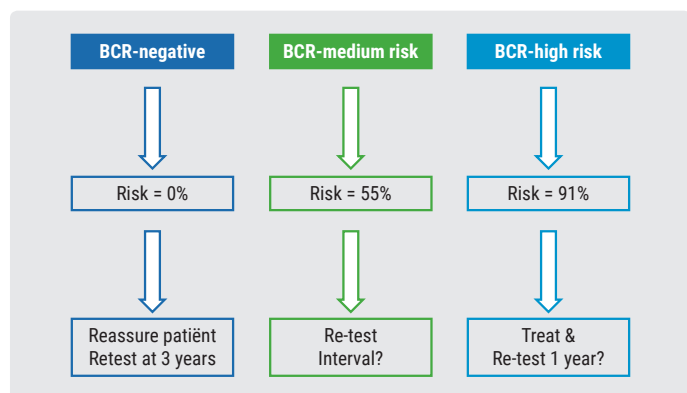 BCR-negative
BCR-medium risk
BCR-high risk
Risk = 0%
Risk = 55%
Risk = 91%
Reassure patiënt
Retest at 3 years
Re-test
Interval?
Treat &
Re-test 1 year?